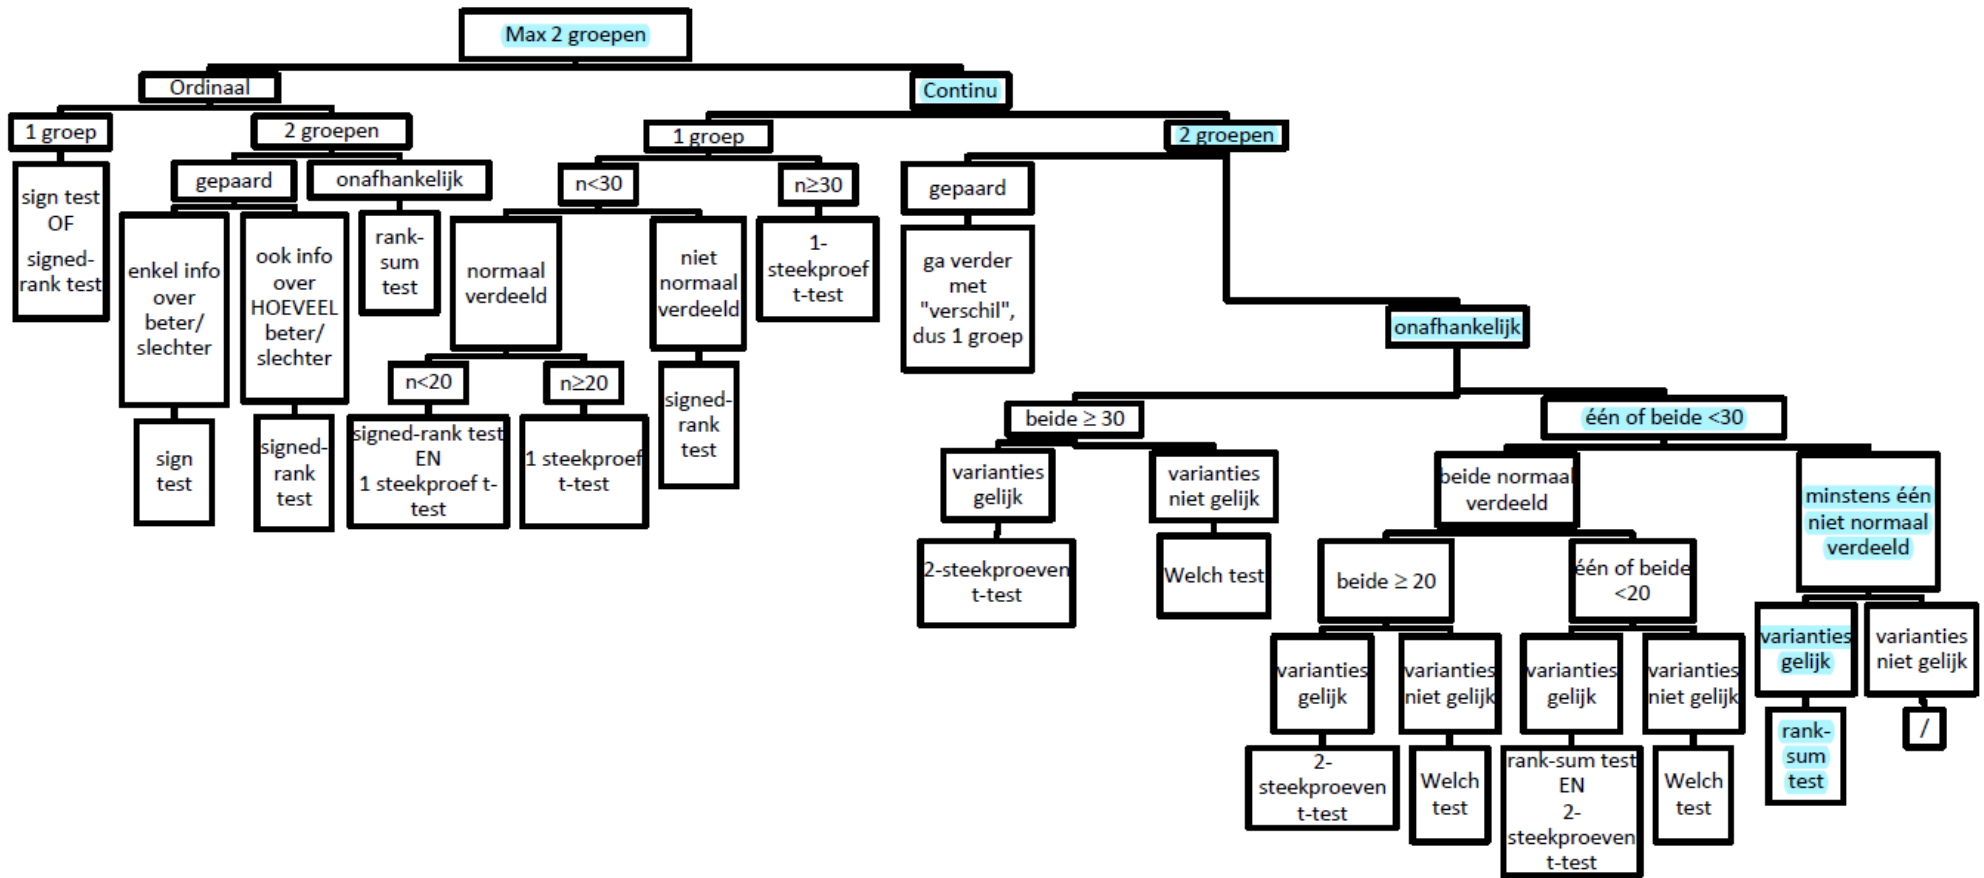 Max 2 groepen
Ordinaal
Continu
1 groep
2 groepen
1 groep
2 groepen
gepaard
onafhankelijk
n<30
n≥30
gepaard
sign test
OF
signed-
rank test
enkel info
over
beter/
slechter
ook info
over
HOEVEEL
beter/
slechter
rank-
sum
test
normaal
verdeeld
niet
normaal
verdeeld
1-
steekproef
t-test
ga verder
met
"verschil",
dus 1 groep
onafhankelijk
n<20
n≥20
signed-
rank
test
sign
test
signed-
rank
test
signed-rank test
EN
1 steekproef t-
test
1 steekproef
t-test
beide ≥ 30
één of beide <30
varianties
gelijk
varianties
niet gelijk
beide normaal
verdeeld
minstens één
niet normaal
verdeeld
2-steekproeven
t-test
Welch test
beide ≥ 20
één of beide
<20
varianties
gelijk
varianties
niet gelijk
varianties
gelijk
varianties
niet gelijk
varianties
gelijk
varianties
niet gelijk
2-
steekproeven
t-test
Welch
test
rank-sum test
EN
2-
steekproeven
t-test
Welch
test
rank-
sum
test
/